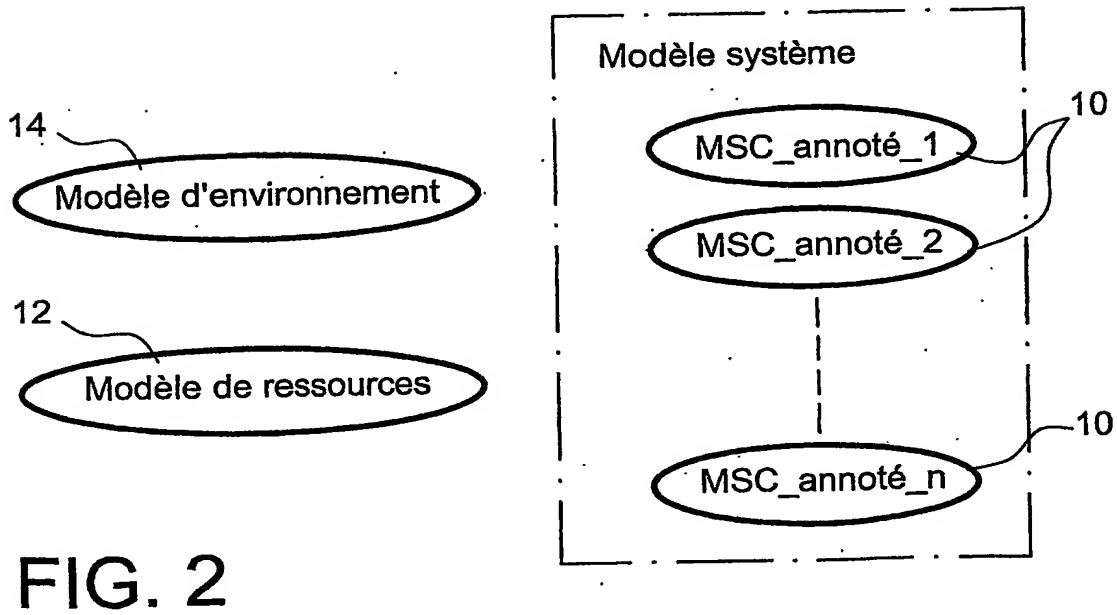 Modèle système
10
MSC_annoté_1
14
Modèle d'environnement
MSC_annoté_2
12
Modèle de ressources
10
MSC_annoté_n
FIG. 2